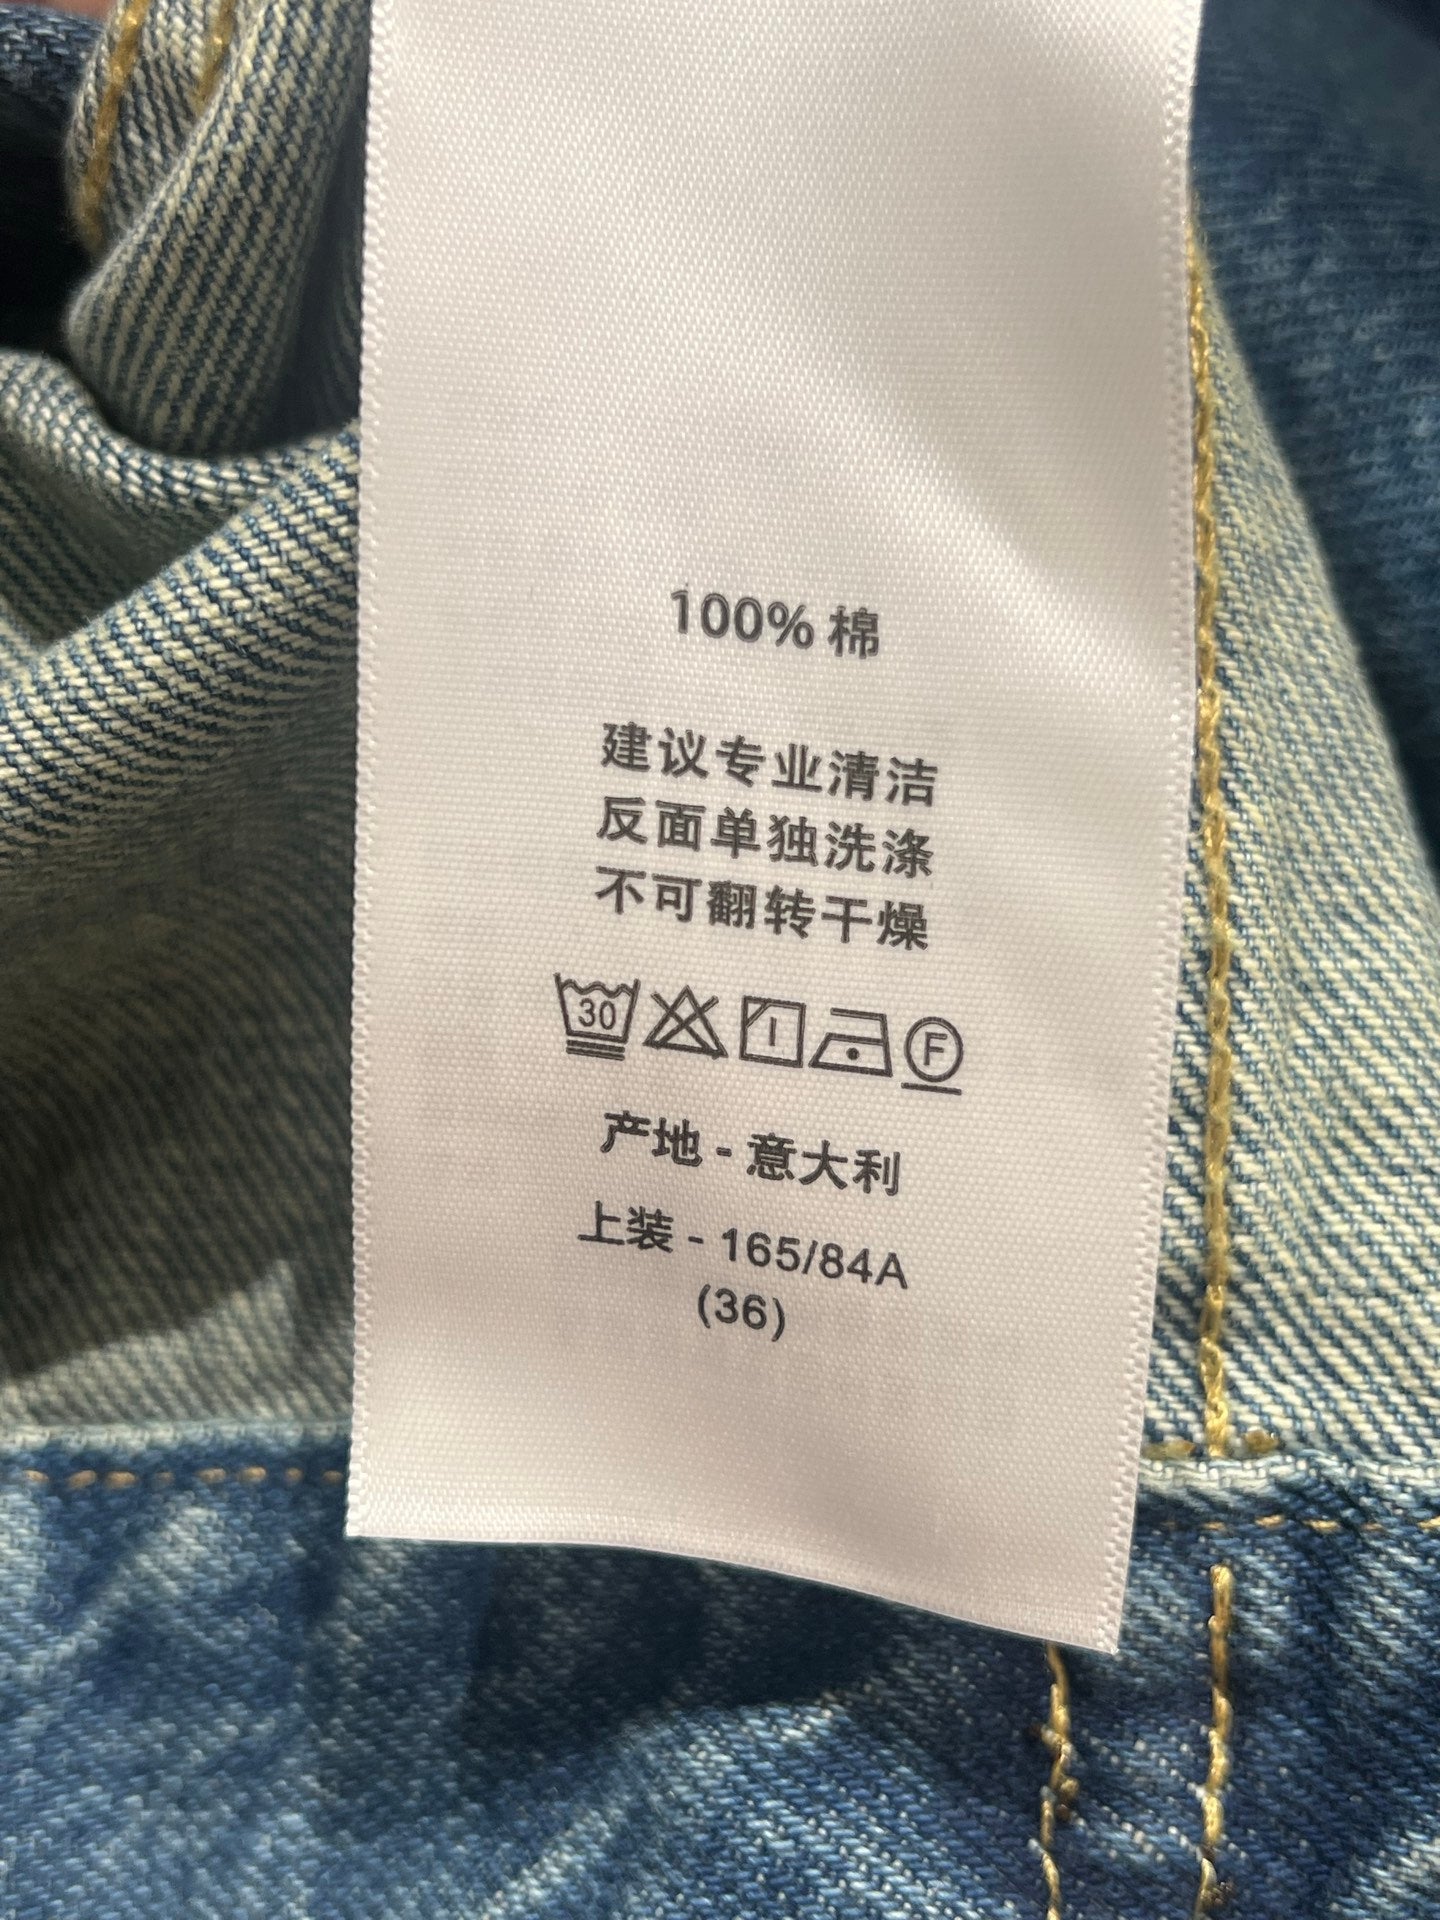 100% 棉
建议专业清洁
反面单独洗涤
不可翻转干燥
30 F
产地 - 意大利
上装 - 165/84A
(36)